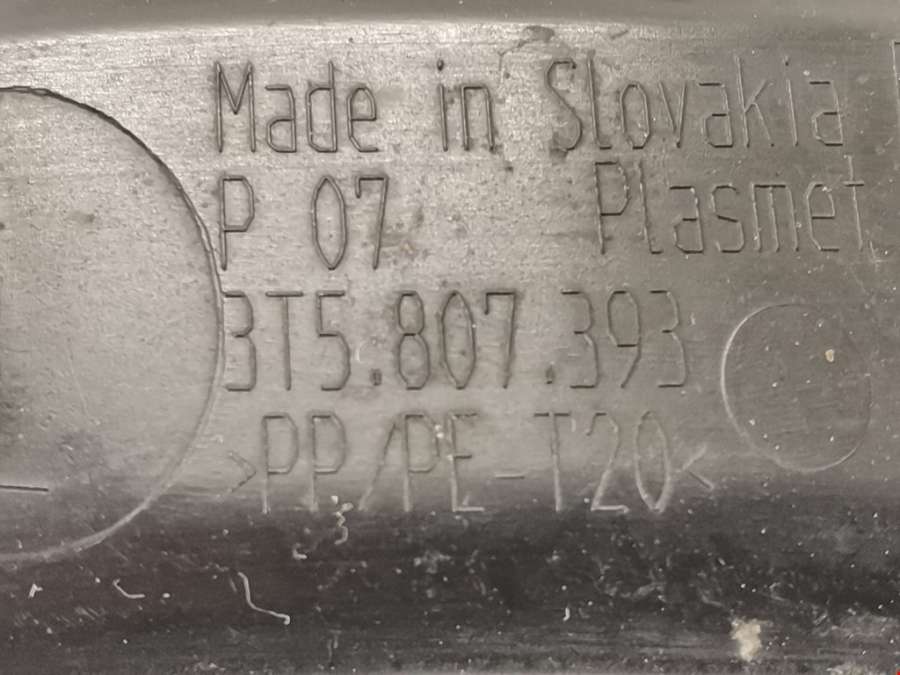 Made in Slovakia
P 07 Plasmet
3T5.807.393
>PP/PE-T20<